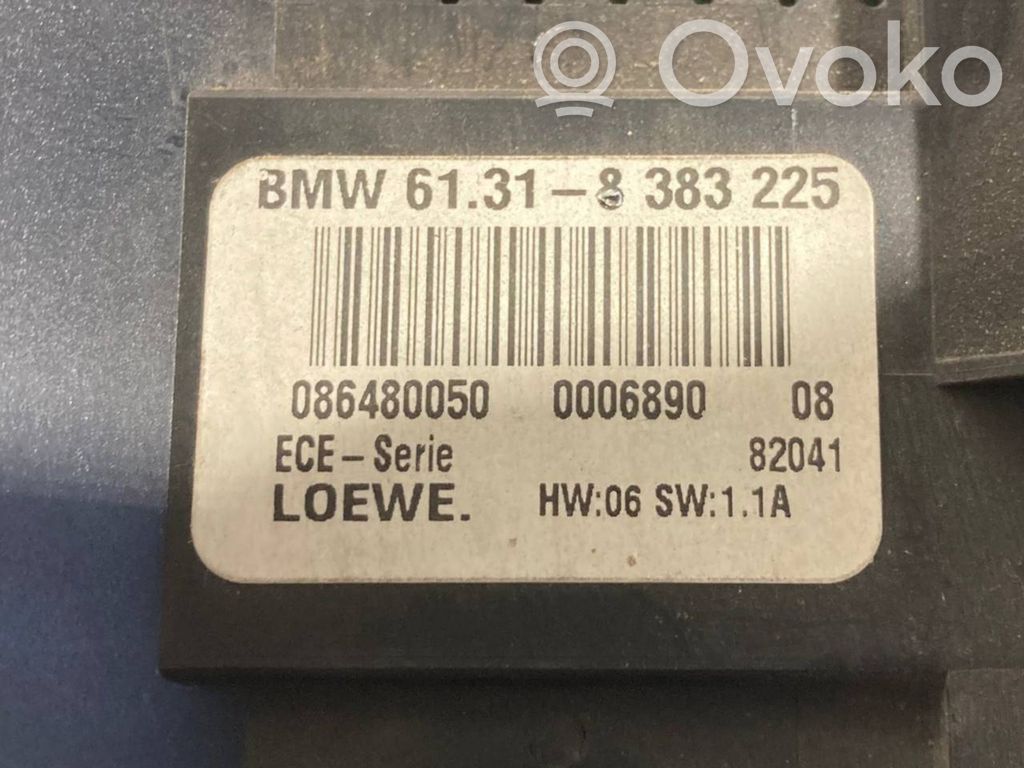 Ovoko
BMW 61.31-8 383 225
086480050 0006890 08
ECE-Serie 82041
LOEWE. HW:06 SW:1.1A